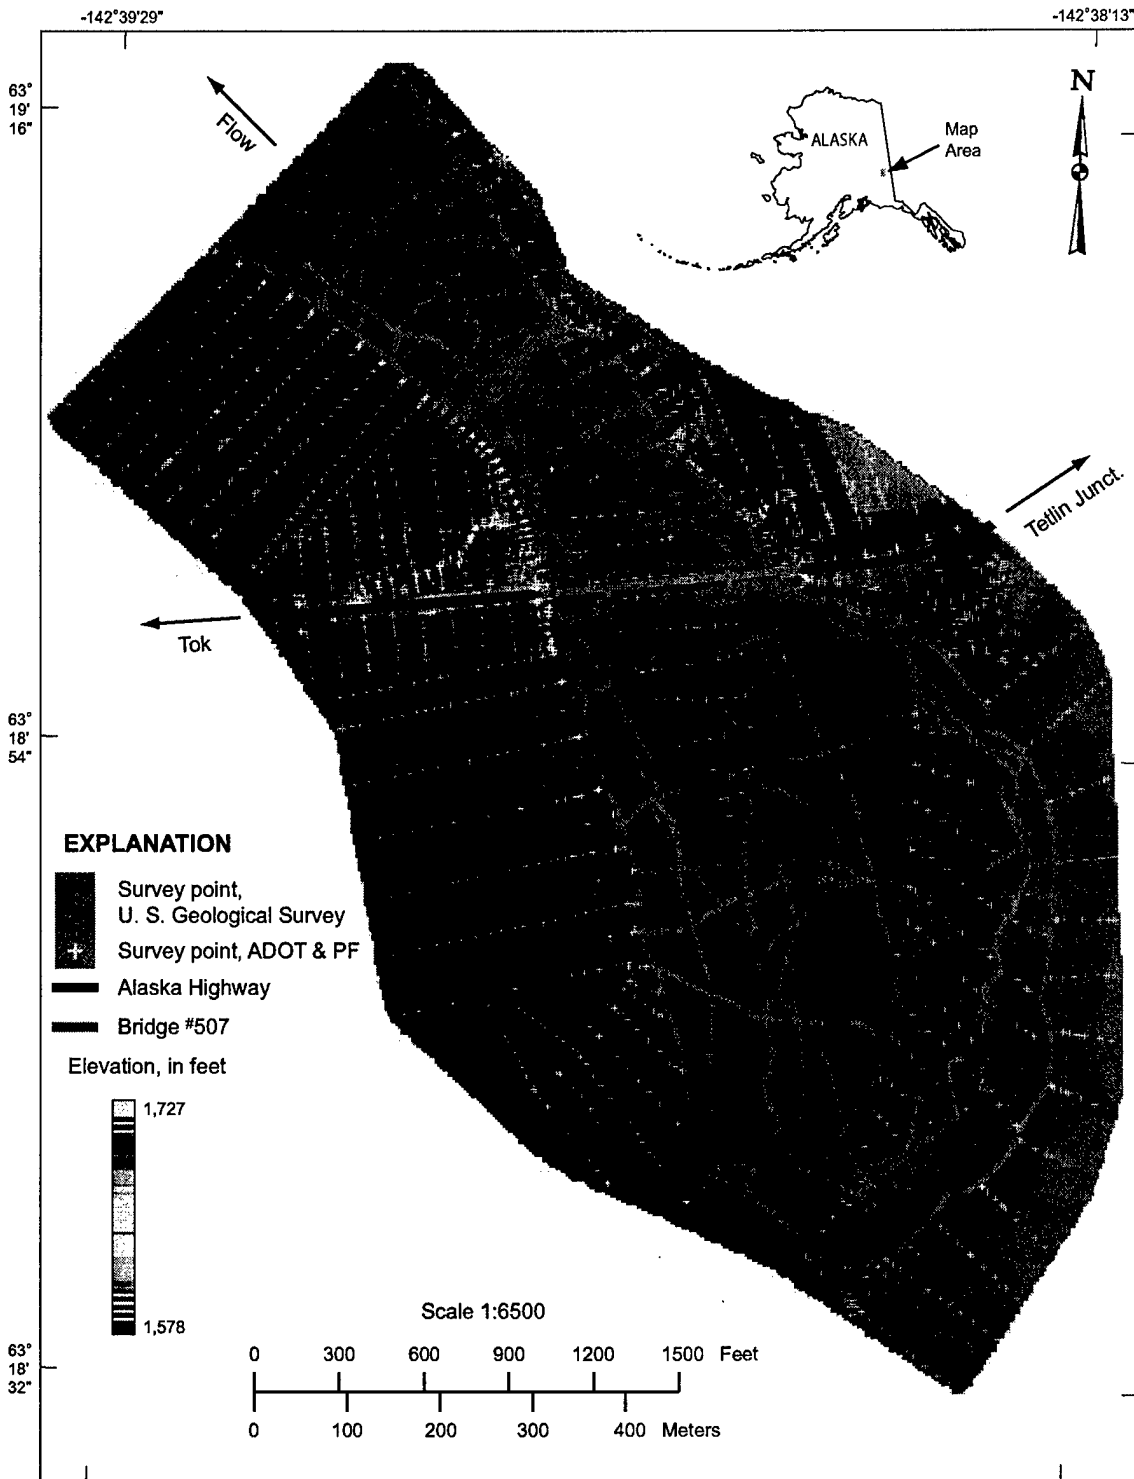 -142°39'29"
-142°38'13"
63°
19'
16"
Flow
ALASKA
Map
Area
N
Tetlin Junct.
Tok
63°
18'
54"
EXPLANATION
Survey point,
U. S. Geological Survey
Survey point, ADOT & PF
Alaska Highway
Bridge #507
Elevation, in feet
1,727
1,578
63°
18'
32"
Scale 1:6500
0 300 600 900 1200 1500 Feet
0 100 200 300 400 Meters